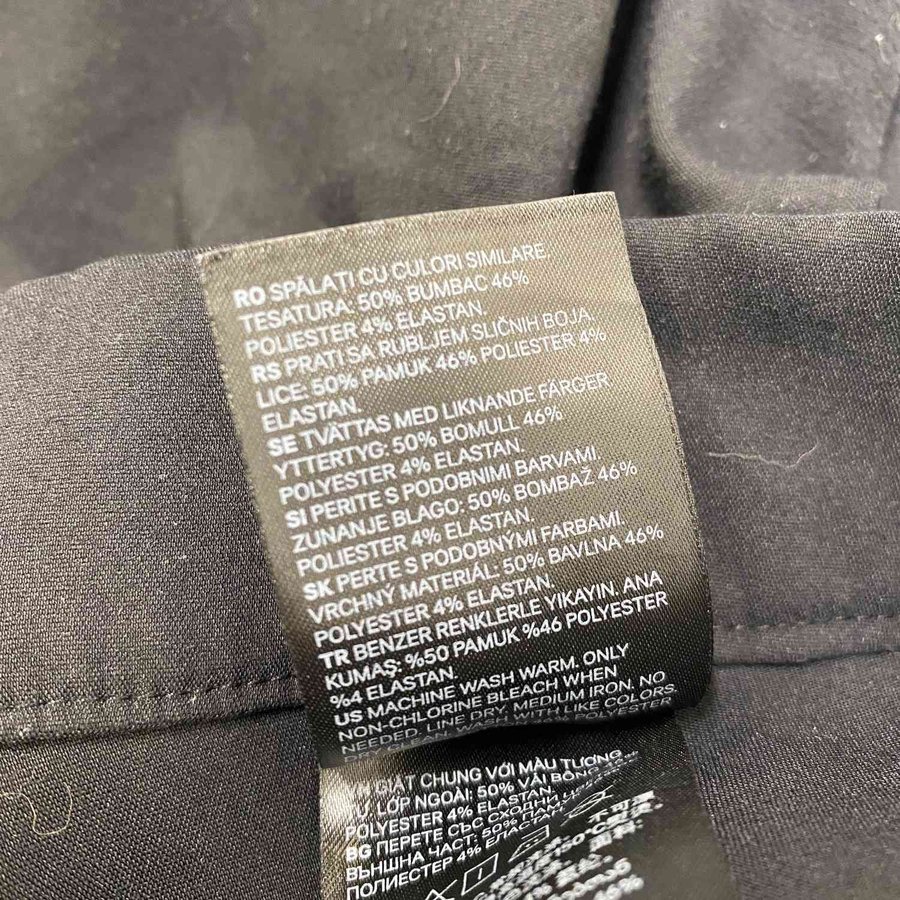 RO SPĂLAȚI CU CULORI SIMILARE.
TESATURA: 50% BUMBAC 46%
POLIESTER 4% ELASTAN.
RS PRATI SA RUBLJEM SLIČNIH BOJA.
LICE: 50% PAMUK 46% POLIESTER 4%
ELASTAN.
SE TVÄTTAS MED LIKNANDE FÄRGER.
YTTERTYG: 50% BOMULL 46%
POLYESTER 4% ELASTAN.
SI PERITE S PODOBNIMI BARVAMI.
ZUNANJE BLAGO: 50% BOMBAŽ 46%
POLIESTER 4% ELASTAN.
SK PERTE S PODOBNÝMI FARBAMI.
VRCHNÝ MATERIÁL: 50% BAVLNA 46%
POLYESTER 4% ELASTAN.
TR BENZER RENKLERLE YIKAYIN. ANA
KUMAŞ: %50 PAMUK %46 POLYESTER
%4 ELASTAN.
US MACHINE WASH WARM. ONLY
NON-CHLORINE BLEACH WHEN
NEEDED. LINE DRY. MEDIUM IRON. NO
DRY CLEAN. WASH WITH LIKE COLORS.
POLYESTER
GIẶT CHUNG VỚI MÀU TƯƠNG
LỚP NGOÀI: 50% VẢI BÔNG
POLYESTER 4% ELASTAN.
BG ПЕРЕТЕ СЪС СХОДНИ
ВЪНШНА ЧАСТ: 50% ПАМУК
ПОЛИЕСТЕР 4% ЕЛАСТАН